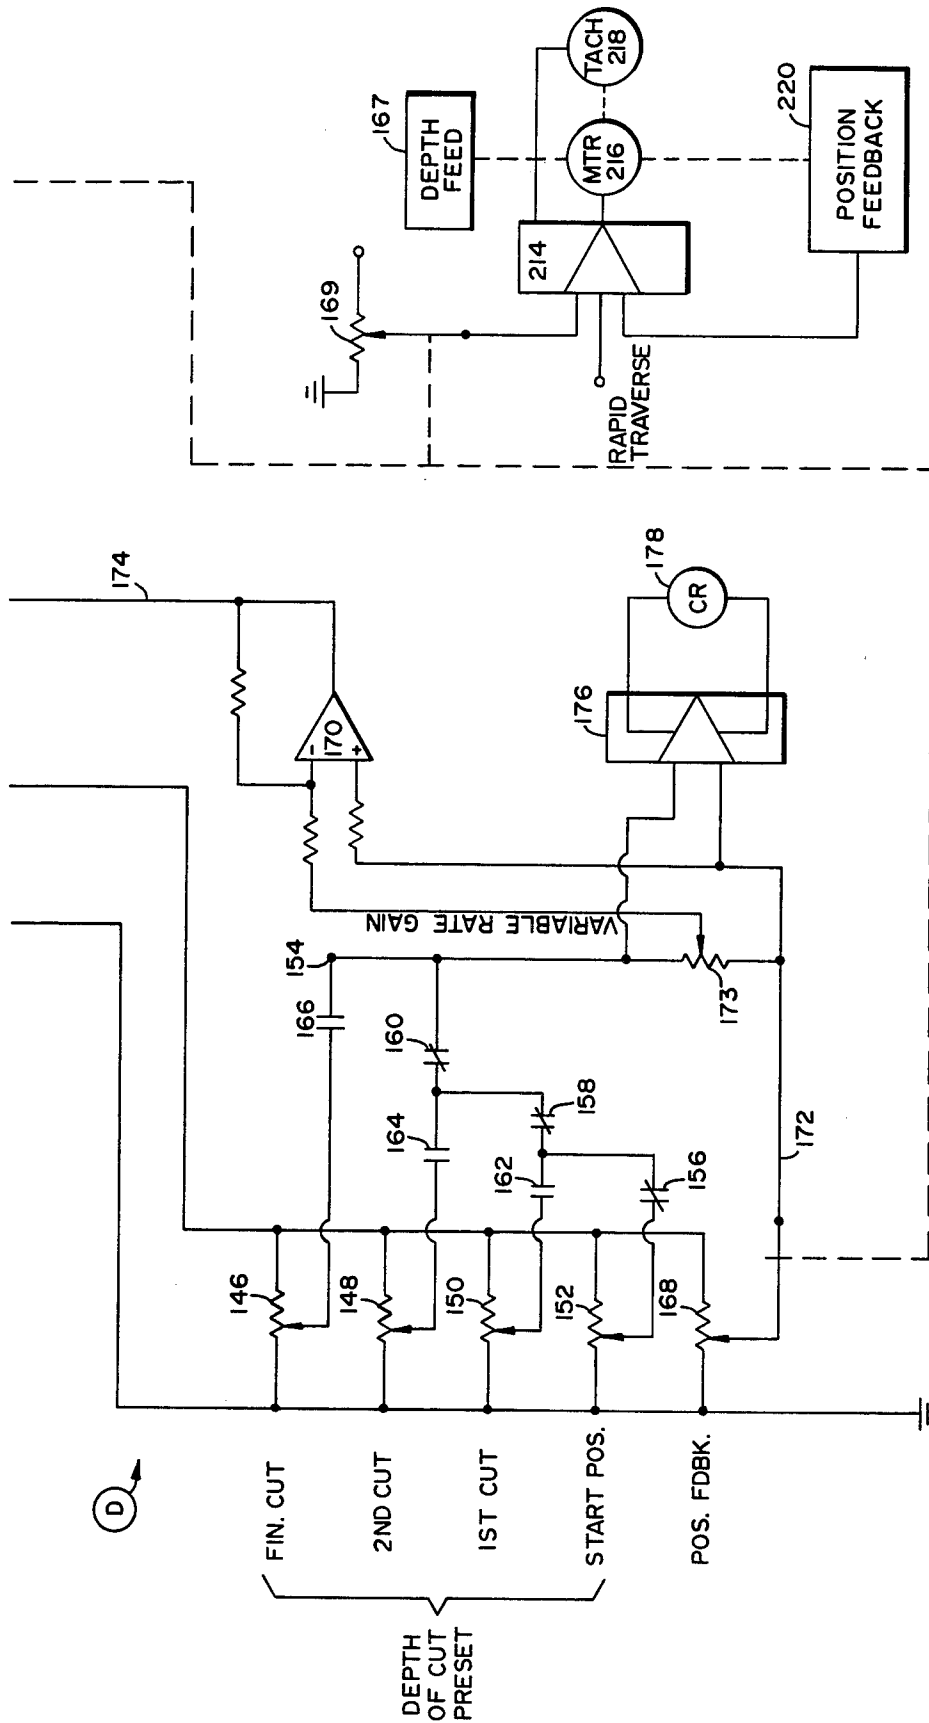 D
DEPTH
OF CUT
PRESET
FIN. CUT
2ND CUT
1ST CUT
START POS.
POS. FDBK.
146
148
150
152
168
166
164
162
160
158
156
154
172
173
VARIABLE RATE GAIN
-
170
+
174
176
CR
178
169
RAPID
TRAVERSE
214
DEPTH
FEED
167
MTR
216
TACH
218
POSITION
FEEDBACK
220